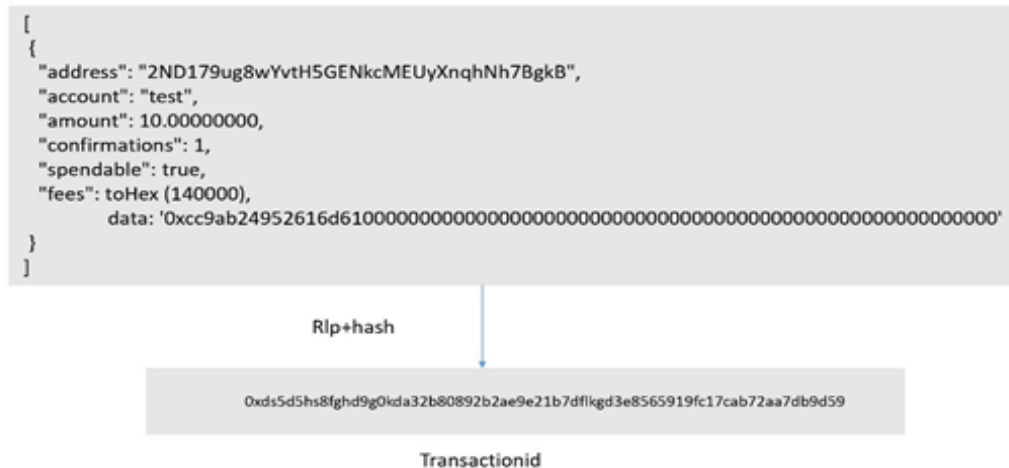 [
{
"address": "2ND179ug8wYvtH5GENkcMEUyXnqhNh7BgkB",
"account": "test",
"amount": 10.00000000,
"confirmations": 1,
"spendable": true,
"fees": toHex (140000),
data: '0xcc9ab24952616d6100000000000000000000000000000000000000000000000000000000'
}
]
Rlp+hash
0xds5d5hs8fghd9g0kda32b80892b2ae9e21b7dflkgd3e8565919fc17cab72aa7db9d59
Transactionid